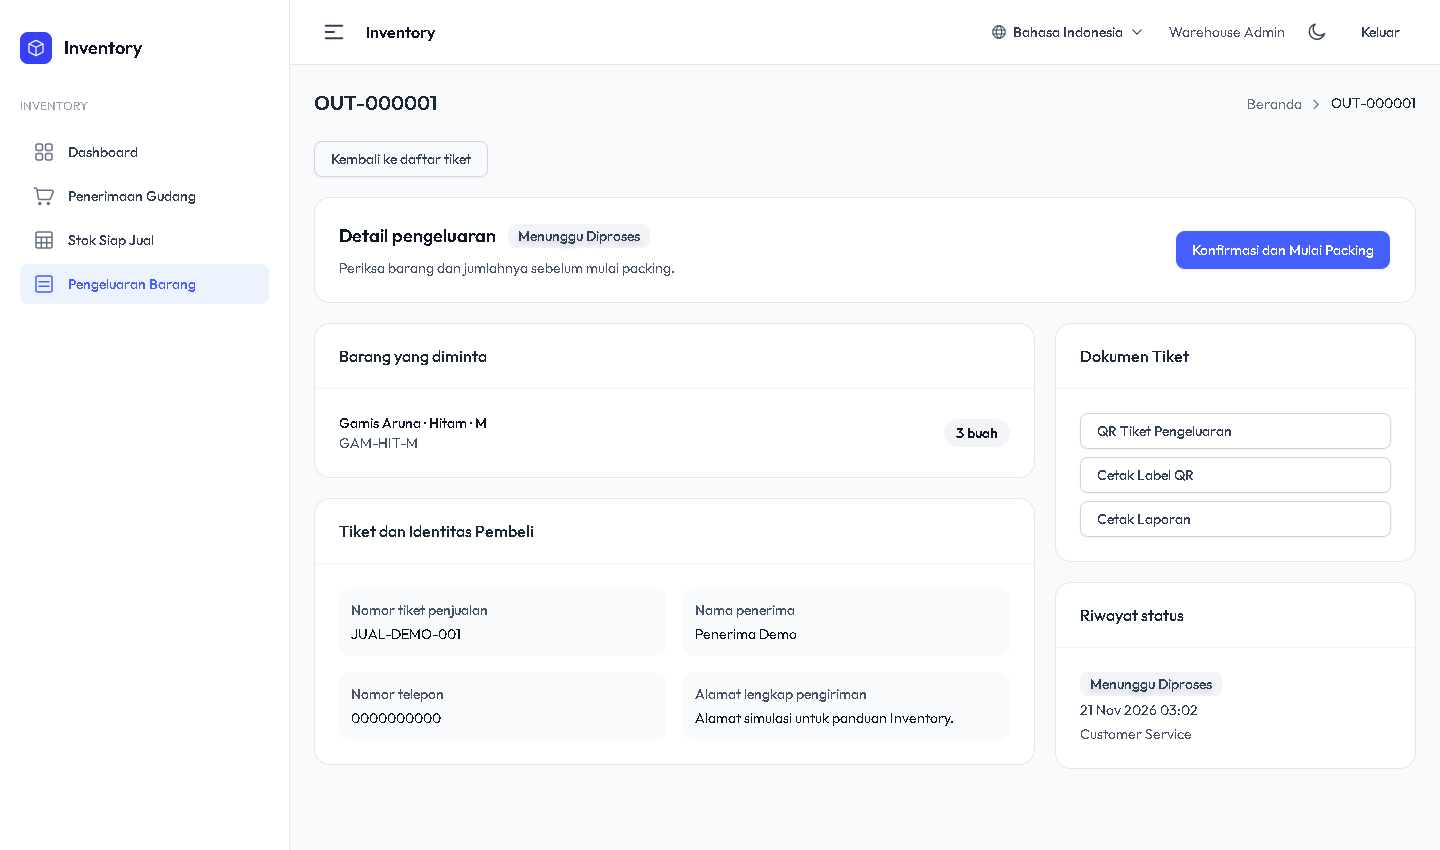 Inventory
INVENTORY
Dashboard
Penerimaan Gudang
Stok Siap Jual
Pengeluaran Barang
Inventory
Bahasa Indonesia
Warehouse Admin
Keluar
OUT-000001
Beranda > OUT-000001
Kembali ke daftar tiket
Detail pengeluaran
Menunggu Diproses
Periksa barang dan jumlahnya sebelum mulai packing.
Konfirmasi dan Mulai Packing
Barang yang diminta
Gamis Aruna · Hitam · M
GAM-HIT-M
3 buah
Tiket dan Identitas Pembeli
Nomor tiket penjualan
JUAL-DEMO-001
Nama penerima
Penerima Demo
Nomor telepon
0000000000
Alamat lengkap pengiriman
Alamat simulasi untuk panduan Inventory.
Dokumen Tiket
QR Tiket Pengeluaran
Cetak Label QR
Cetak Laporan
Riwayat status
Menunggu Diproses
21 Nov 2026 03:02
Customer Service